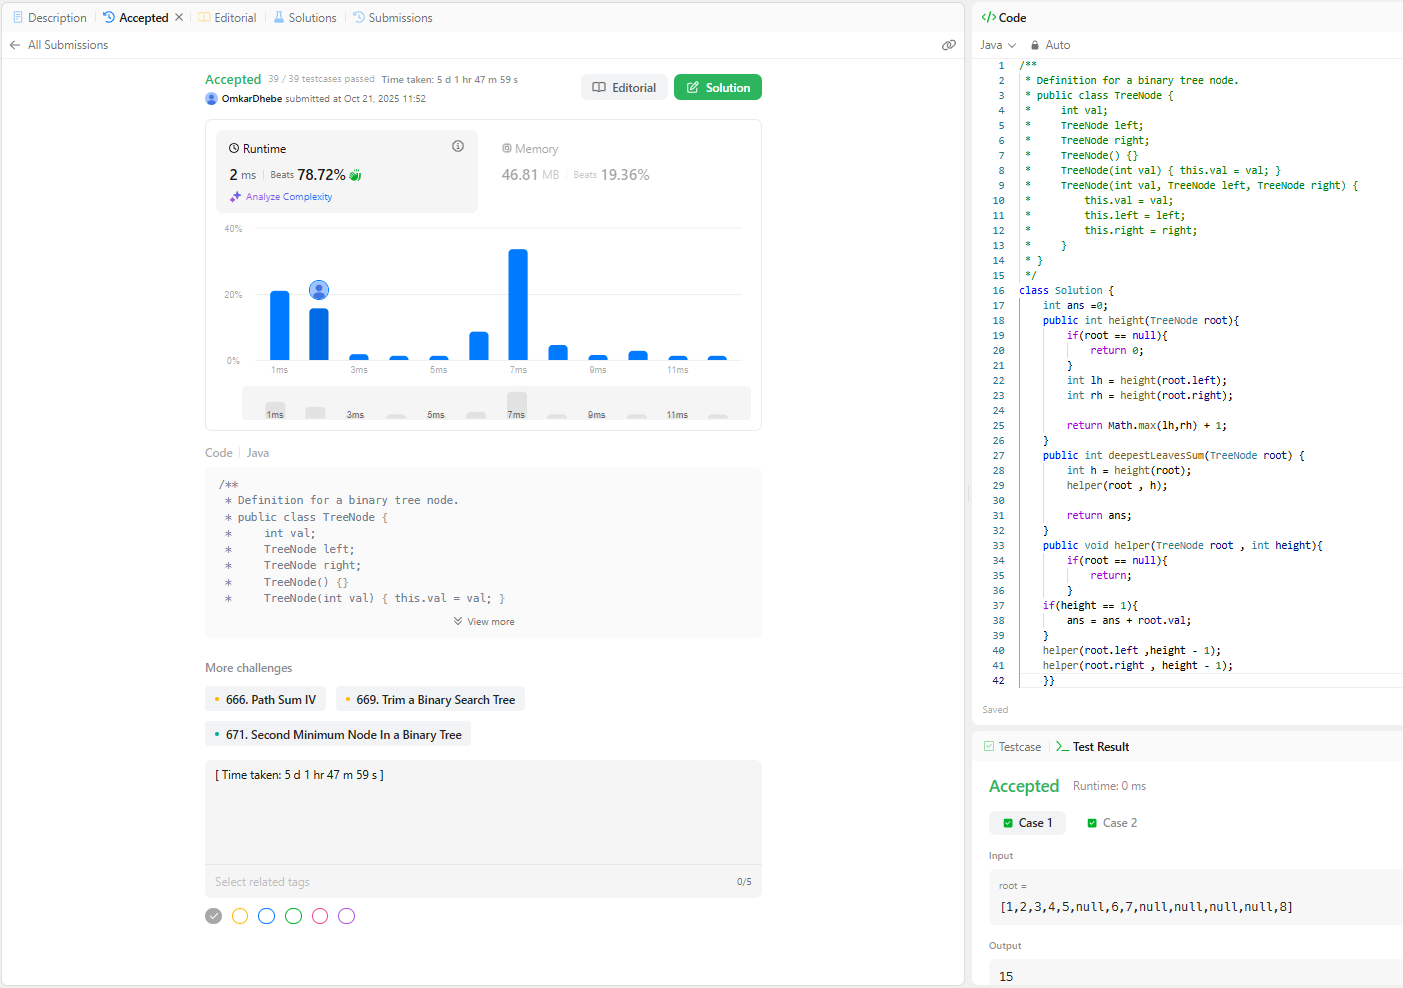 Description
Accepted
Editorial
Solutions
Submissions
All Submissions
Accepted 39 / 39 testcases passed Time taken: 5 d 1 hr 47 m 59 s
OmkarDhebe submitted at Oct 21, 2025 11:52
Editorial
Solution
Runtime
2 ms Beats 78.72%
Analyze Complexity
Memory
46.81 MB Beats 19.36%
40%
20%
0%
1ms 3ms 5ms 7ms 9ms 11ms
1ms 3ms 5ms 7ms 9ms 11ms
Code Java
/**
* Definition for a binary tree node.
* public class TreeNode {
* int val;
* TreeNode left;
* TreeNode right;
* TreeNode() {}
* TreeNode(int val) { this.val = val; }
View more
More challenges
666. Path Sum IV
669. Trim a Binary Search Tree
671. Second Minimum Node In a Binary Tree
[ Time taken: 5 d 1 hr 47 m 59 s ]
Select related tags 0/5
</> Code
Java Auto
1 /**
2 * Definition for a binary tree node.
3 * public class TreeNode {
4 * int val;
5 * TreeNode left;
6 * TreeNode right;
7 * TreeNode() {}
8 * TreeNode(int val) { this.val = val; }
9 * TreeNode(int val, TreeNode left, TreeNode right) {
10 * this.val = val;
11 * this.left = left;
12 * this.right = right;
13 * }
14 * }
15 */
16 class Solution {
17 int ans =0;
18 public int height(TreeNode root){
19 if(root == null){
20 return 0;
21 }
22 int lh = height(root.left);
23 int rh = height(root.right);
24
25 return Math.max(lh,rh) + 1;
26 }
27 public int deepestLeavesSum(TreeNode root) {
28 int h = height(root);
29 helper(root , h);
30
31 return ans;
32 }
33 public void helper(TreeNode root , int height){
34 if(root == null){
35 return;
36 }
37 if(height == 1){
38 ans = ans + root.val;
39 }
40 helper(root.left ,height - 1);
41 helper(root.right , height - 1);
42 }}
Saved
Testcase
Test Result
Accepted Runtime: 0 ms
Case 1
Case 2
Input
root =
[1,2,3,4,5,null,6,7,null,null,null,null,8]
Output
15